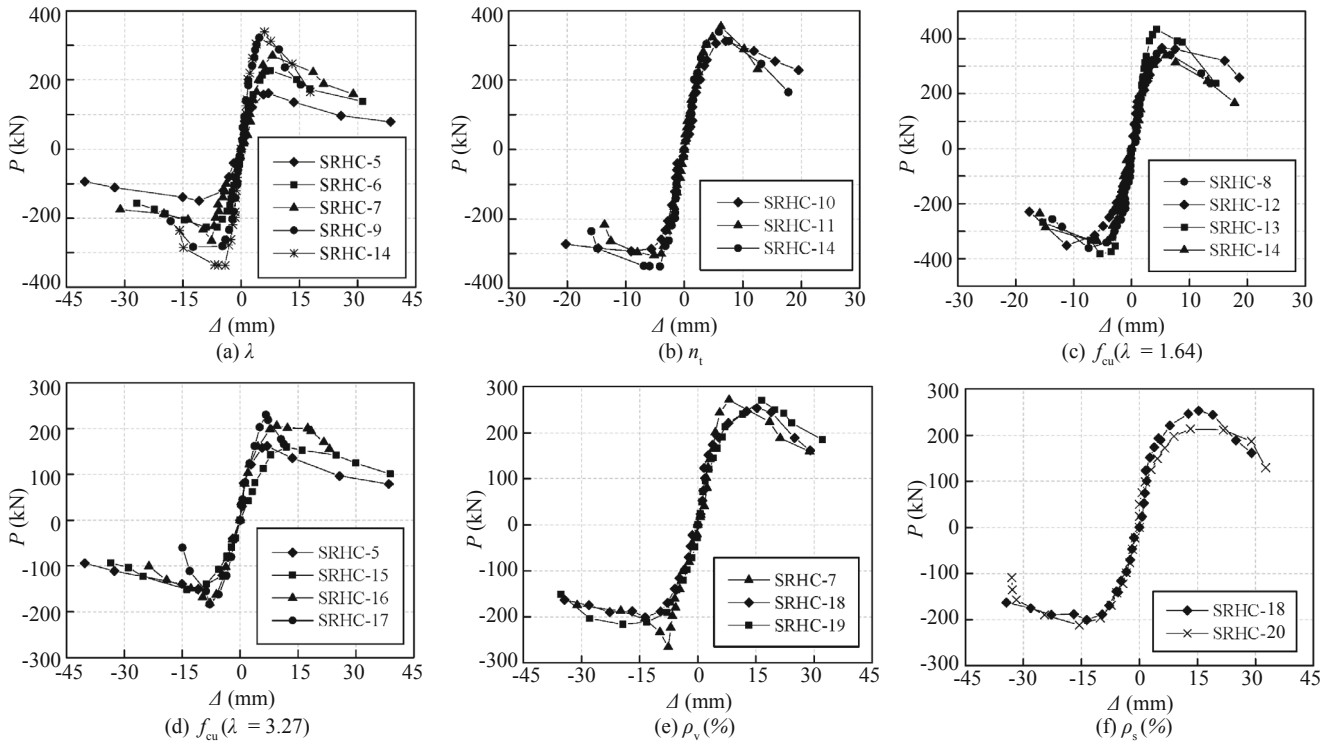 400
300
200
100
0
-100
-200
-300
-400
P (kN)
SRHC-5
SRHC-6
SRHC-7
SRHC-9
SRHC-14
-45 -30 -15 0 15 30 45
Δ (mm)
(a) λ
400
200
0
-200
-400
P (kN)
SRHC-10
SRHC-11
SRHC-14
-30 -20 -10 0 10 20 30
Δ (mm)
(b) nt
400
200
0
-200
-400
P (kN)
SRHC-8
SRHC-12
SRHC-13
SRHC-14
-30 -20 -10 0 10 20 30
Δ (mm)
(c) fcu(λ = 1.64)
300
200
100
0
-100
-200
-300
P (kN)
SRHC-5
SRHC-15
SRHC-16
SRHC-17
-45 -30 -15 0 15 30 45
Δ (mm)
(d) fcu(λ = 3.27)
300
200
100
0
-100
-200
-300
P (kN)
SRHC-7
SRHC-18
SRHC-19
-45 -30 -15 0 15 30 45
Δ (mm)
(e) ρv(%)
300
200
100
0
-100
-200
-300
P (kN)
SRHC-18
SRHC-20
-45 -30 -15 0 15 30 45
Δ (mm)
(f) ρs(%)